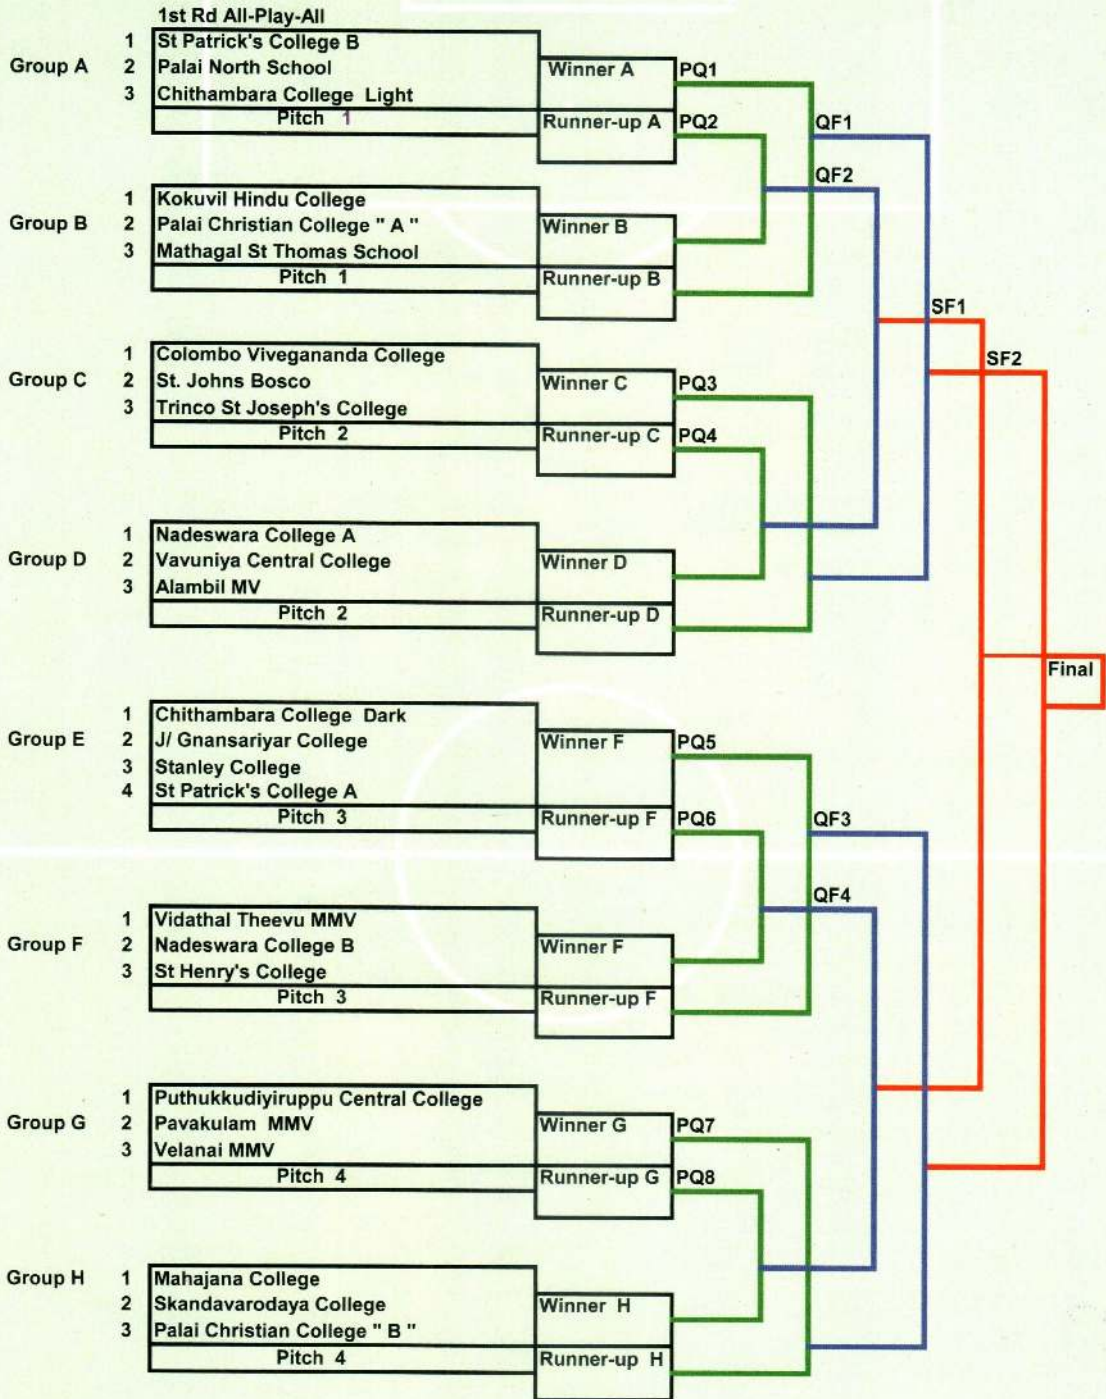 1st Rd All-Play-All
Group A
1 St Patrick's College B
2 Palai North School
3 Chithambara College Light
Pitch 1
Winner A
Runner-up A
PQ1
PQ2
QF1
QF2
Group B
1 Kokuvil Hindu College
2 Palai Christian College " A "
3 Mathagal St Thomas School
Pitch 1
Winner B
Runner-up B
SF1
SF2
Group C
1 Colombo Vivegananda College
2 St. Johns Bosco
3 Trinco St Joseph's College
Pitch 2
Winner C
Runner-up C
PQ3
PQ4
Group D
1 Nadeswara College A
2 Vavuniya Central College
3 Alambil MV
Pitch 2
Winner D
Runner-up D
Final
Group E
1 Chithambara College Dark
2 J/ Gnansariyar College
3 Stanley College
4 St Patrick's College A
Pitch 3
Winner F
Runner-up F
PQ5
PQ6
QF3
QF4
Group F
1 Vidathal Theevu MMV
2 Nadeswara College B
3 St Henry's College
Pitch 3
Winner F
Runner-up F
Group G
1 Puthukkudiyiruppu Central College
2 Pavakulam MMV
3 Velanai MMV
Pitch 4
Winner G
Runner-up G
PQ7
PQ8
Group H
1 Mahajana College
2 Skandavarodaya College
3 Palai Christian College " B "
Pitch 4
Winner H
Runner-up H